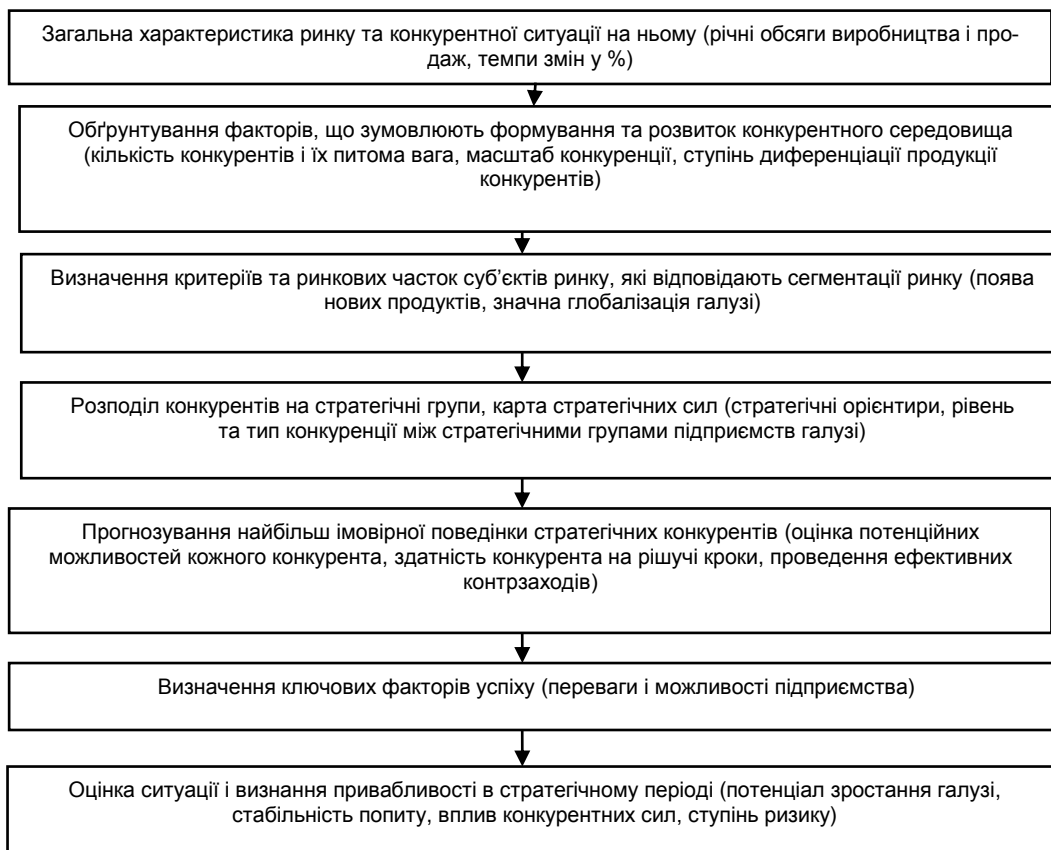 Загальна характеристика ринку та конкурентної ситуації на ньому (річні обсяги виробництва і про-
даж, темпи змін у %)
Обґрунтування факторів, що зумовлюють формування та розвиток конкурентного середовища
(кількість конкурентів і їх питома вага, масштаб конкуренції, ступінь диференціації продукції
конкурентів)
Визначення критеріїв та ринкових часток суб’єктів ринку, які відповідають сегментації ринку (поява
нових продуктів, значна глобалізація галузі)
Розподіл конкурентів на стратегічні групи, карта стратегічних сил (стратегічні орієнтири, рівень
та тип конкуренції між стратегічними групами підприємств галузі)
Прогнозування найбільш імовірної поведінки стратегічних конкурентів (оцінка потенційних
можливостей кожного конкурента, здатність конкурента на рішучі кроки, проведення ефективних
контрзаходів)
Визначення ключових факторів успіху (переваги і можливості підприємства)
Оцінка ситуації і визнання привабливості в стратегічному періоді (потенціал зростання галузі,
стабільність попиту, вплив конкурентних сил, ступінь ризику)